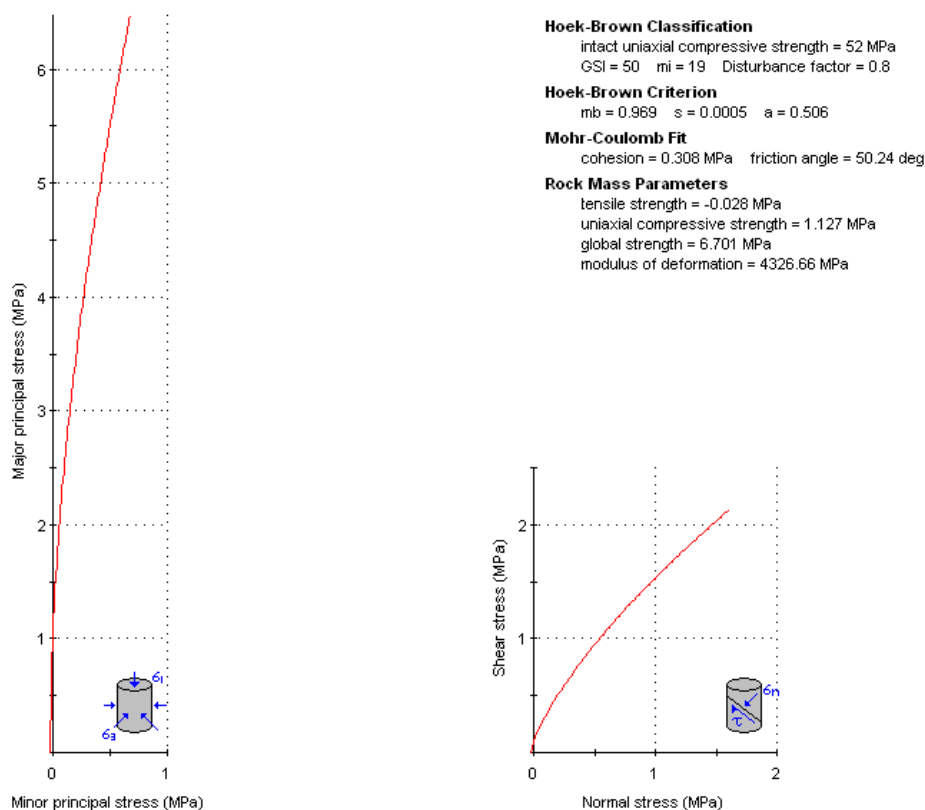 Hoek-Brown Classification
intact uniaxial compressive strength = 52 MPa
GSI = 50 mi = 19 Disturbance factor = 0.8
Hoek-Brown Criterion
mb = 0.969 s = 0.0005 a = 0.506
Mohr-Coulomb Fit
cohesion = 0.308 MPa friction angle = 50.24 deg
Rock Mass Parameters
tensile strength = -0.028 MPa
uniaxial compressive strength = 1.127 MPa
global strength = 6.701 MPa
modulus of deformation = 4326.66 MPa
Major principal stress (MPa)
6
5
4
3
2
1
0 1
Minor principal stress (MPa)
σ1
σ3
Shear stress (MPa)
2
1
0 1 2
Normal stress (MPa)
σn
τ